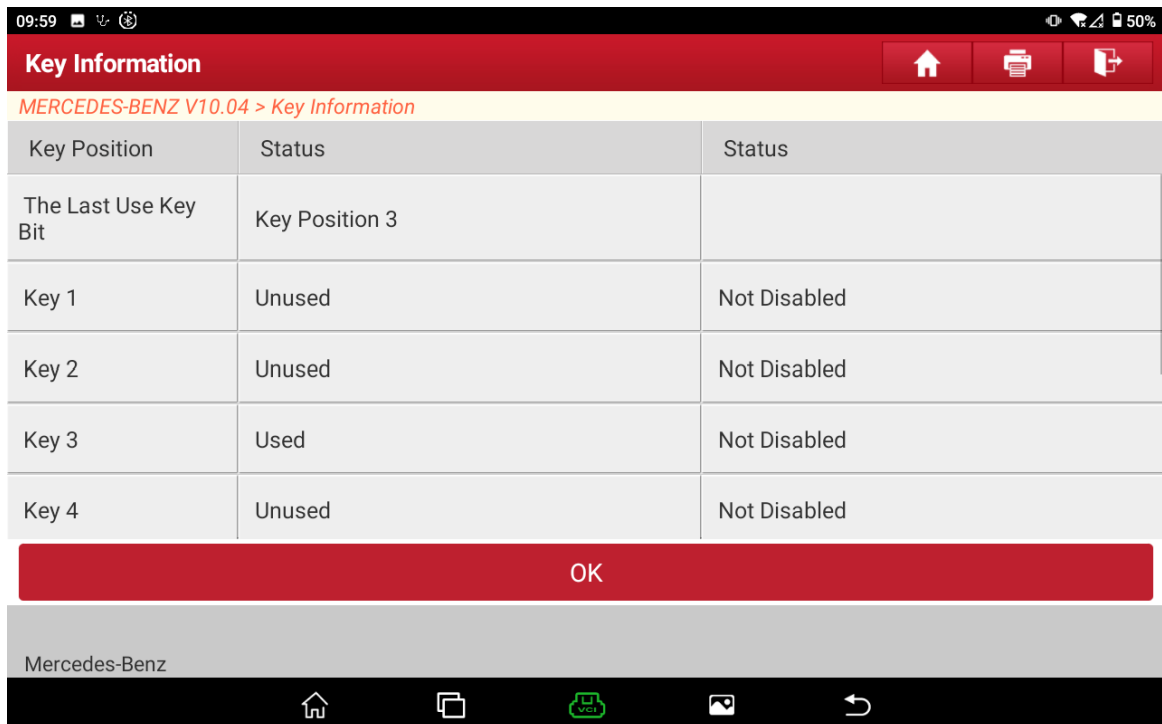 09:59 50%
Key Information
MERCEDES-BENZ V10.04 > Key Information
Key Position Status Status
The Last Use Key
Bit Key Position 3
Key 1 Unused Not Disabled
Key 2 Unused Not Disabled
Key 3 Used Not Disabled
Key 4 Unused Not Disabled
OK
Mercedes-Benz
VCI